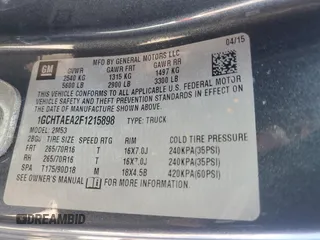 04/15
GM
MFD BY GENERAL MOTORS LLC
GVWR GAWR FRT GAWR RR
2540 KG 1315 KG 1497 KG
5600 LB 2900 LB 3300 LB
THIS VEHICLE CONFORMS TO ALL APPLICABLE U.S. FEDERAL MOTOR
VEHICLE SAFETY STANDARDS IN EFFECT ON THE DATE OF
MANUFACTURE SHOWN ABOVE.
1GCHTAEA2F1215898 TYPE: TRUCK
2M53
TIRE SIZE SPEED RTG RIM COLD TIRE PRESSURE
FRT 265/70R16 T 16X7.0J 240KPA(35PSI)
RR 265/70R16 T 16X7.0J 240KPA(35PSI)
SPA T175/90D18 M 18X4.5B 420KPA(60PSI)
SEE OWNER'S MANUAL FOR MORE INFORMATION.
DREAMBID